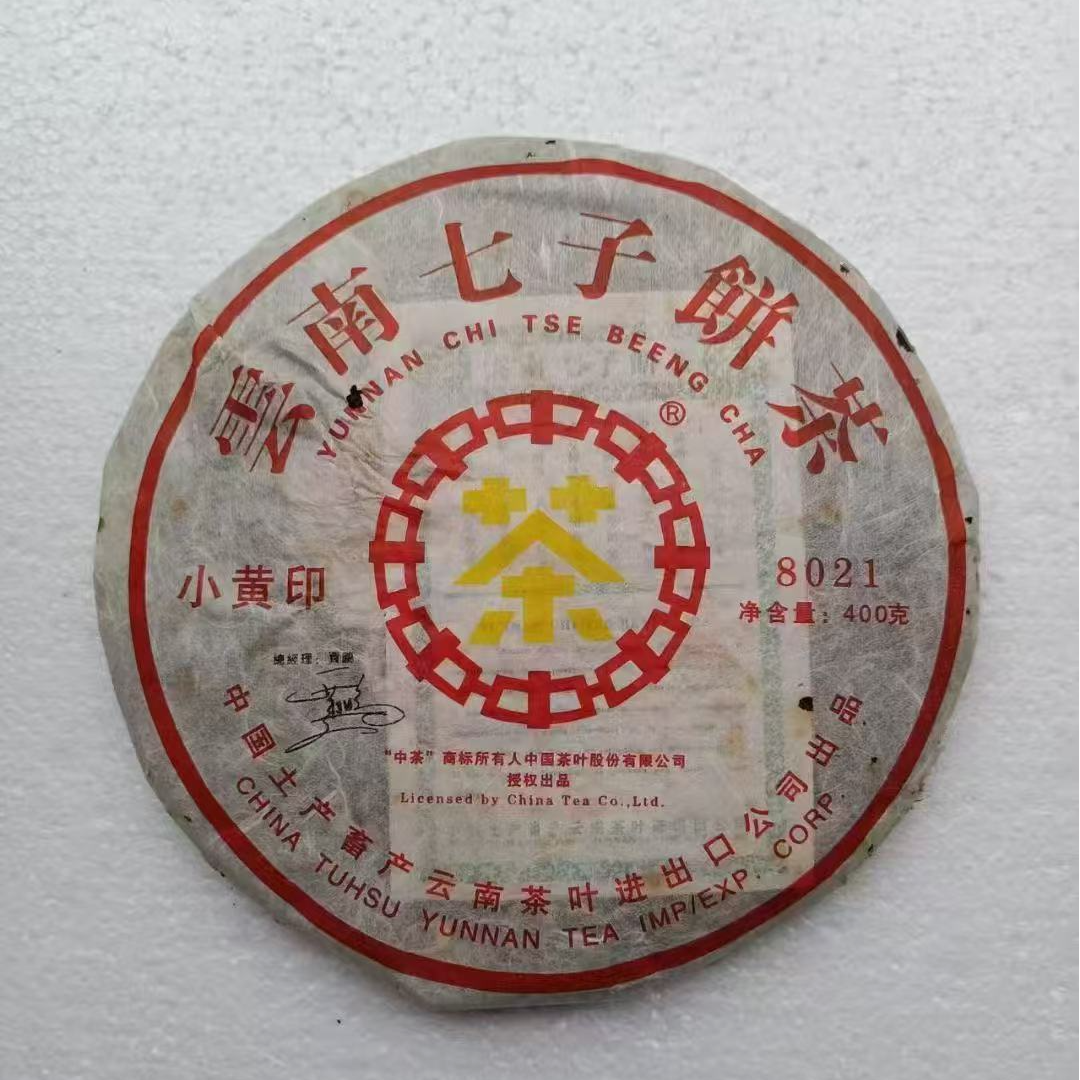 雲南七子餅茶
YUNNAN CHI TSE BEENG CHA
®
茶
小黄印
8021
净含量：400克
總經理：
“中茶”商标所有人中国茶叶股份有限公司
授权出品
Licensed by China Tea Co.,Ltd.
中国土产畜产云南茶叶进出口公司出品
CHINA TUHSU YUNNAN TEA IMP/EXP. CORP.